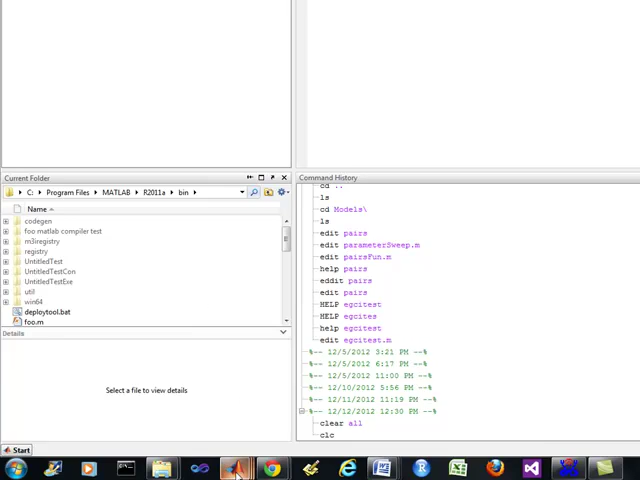 Current Folder
C: Program Files MATLAB R2011a bin
Name
codegen
foo matlab compiler test
m3iregistry
registry
UntitledTest
UntitledTestCon
UntitledTestExe
util
win64
deploytool.bat
foo.m
Details
Select a file to view details
Start
Command History
cd ..
ls
cd Models\
ls
edit pairs
edit parameterSweep.m
edit pairsFun.m
help pairs
eddit pairs
edit pairs
HELP egcitest
HELP egcites
help egcitest
edit egcitest.m
%-- 12/5/2012 3:21 PM --%
%-- 12/5/2012 6:17 PM --%
%-- 12/5/2012 11:00 PM --%
%-- 12/10/2012 5:56 PM --%
%-- 12/11/2012 11:19 PM --%
%-- 12/12/2012 12:30 PM --%
clear all
clc